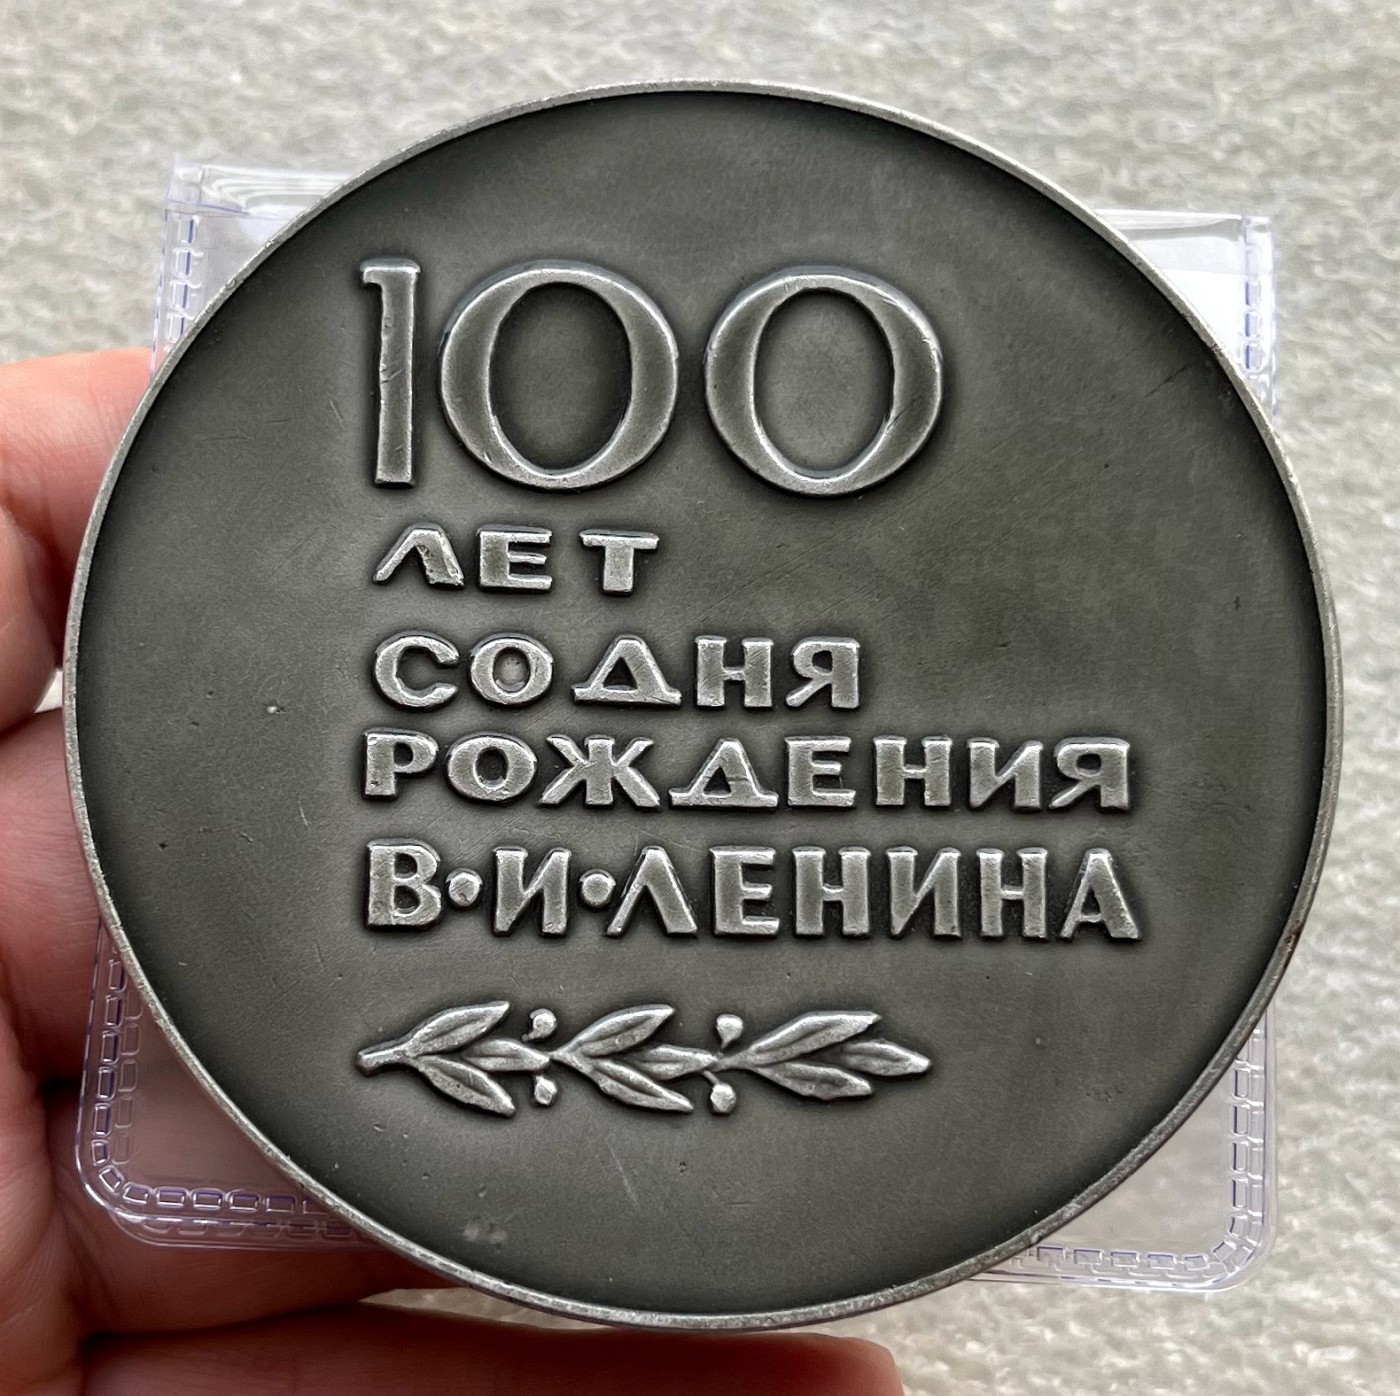 100
ЛЕТ
СО ДНЯ
РОЖДЕНИЯ
В·И·ЛЕНИНА